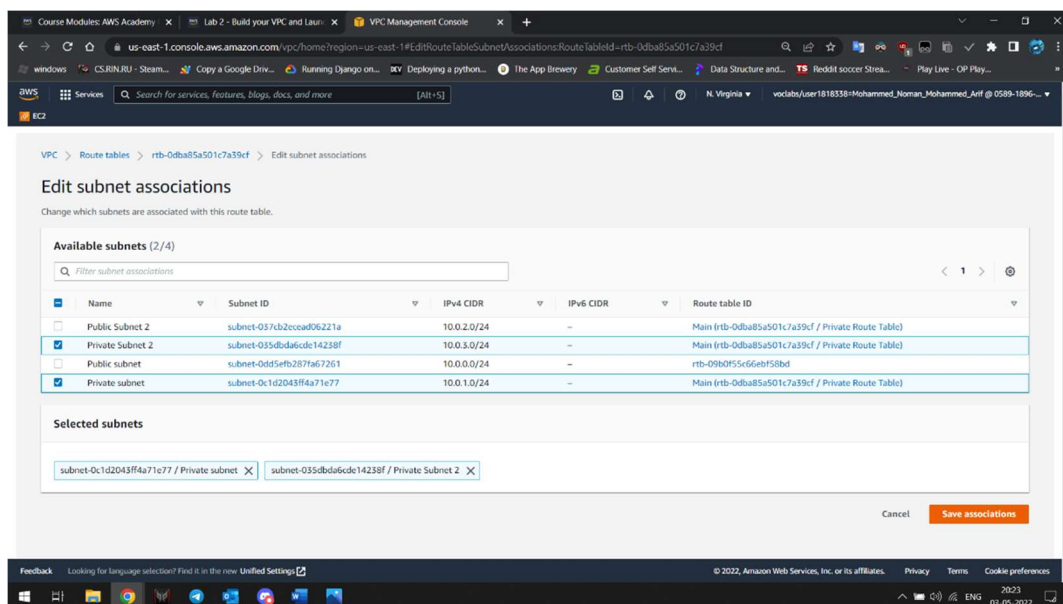 Course Modules: AWS Academy
Lab 2 - Build your VPC and Laun
VPC Management Console
us-east-1.console.aws.amazon.com/vpc/home?region=us-east-1#EditRouteTableSubnetAssociations:RouteTableId=rtb-0dba85a501c7a39cf
windows
CS.RIN.RU - Steam...
Copy a Google Driv...
Running Django on...
DEV Deploying a python...
The App Brewery
Customer Self Servi...
Data Structure and...
TS Reddit soccer Strea...
Play Live - OP Play...
»
aws
Services
Search for services, features, blogs, docs, and more
[Alt+S]
N. Virginia
voclabs/user1818338=Mohammed_Noman_Mohammed_Arif @ 0589-1896-...
EC2
VPC > Route tables > rtb-0dba85a501c7a39cf > Edit subnet associations
Edit subnet associations
Change which subnets are associated with this route table.
Available subnets (2/4)
Filter subnet associations
< 1 >
Name Subnet ID IPv4 CIDR IPv6 CIDR Route table ID
Public Subnet 2 subnet-037cb2ecead06221a 10.0.2.0/24 – Main (rtb-0dba85a501c7a39cf / Private Route Table)
Private Subnet 2 subnet-035dbda6cde14238f 10.0.3.0/24 – Main (rtb-0dba85a501c7a39cf / Private Route Table)
Public subnet subnet-0dd5efb287fa67261 10.0.0.0/24 – rtb-09b0f55c66ebf58bd
Private subnet subnet-0c1d2043ff4a71e77 10.0.1.0/24 – Main (rtb-0dba85a501c7a39cf / Private Route Table)
Selected subnets
subnet-0c1d2043ff4a71e77 / Private subnet X
subnet-035dbda6cde14238f / Private Subnet 2 X
Cancel
Save associations
Feedback
Looking for language selection? Find it in the new Unified Settings
© 2022, Amazon Web Services, Inc. or its affiliates.
Privacy
Terms
Cookie preferences
ENG
20:23
03-05-2022